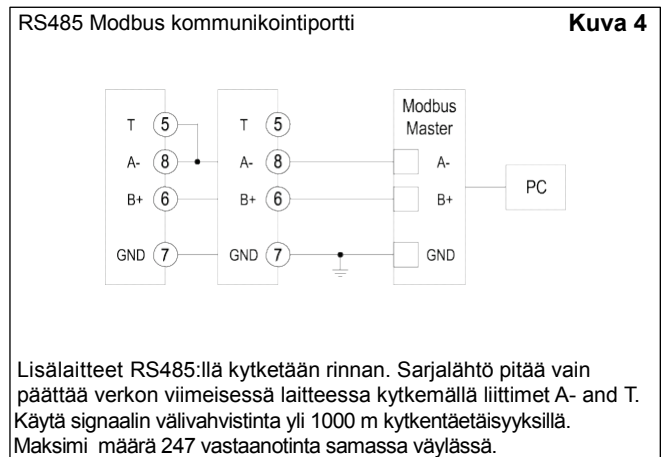 RS485 Modbus kommunikointiportti Kuva 4
Modbus
Master
T 5 T 5
A- 8 A- 8 A-
B+ 6 B+ 6 B+ PC
GND 7 GND 7 GND
Lisälaitteet RS485:llä kytketään rinnan. Sarjalähtö pitää vain
päättää verkon viimeisessä laitteessa kytkemällä liittimet A- and T.
Käytä signaalin välivahvistinta yli 1000 m kytkentäetäisyyksillä.
Maksimi määrä 247 vastaanotinta samassa väylässä.